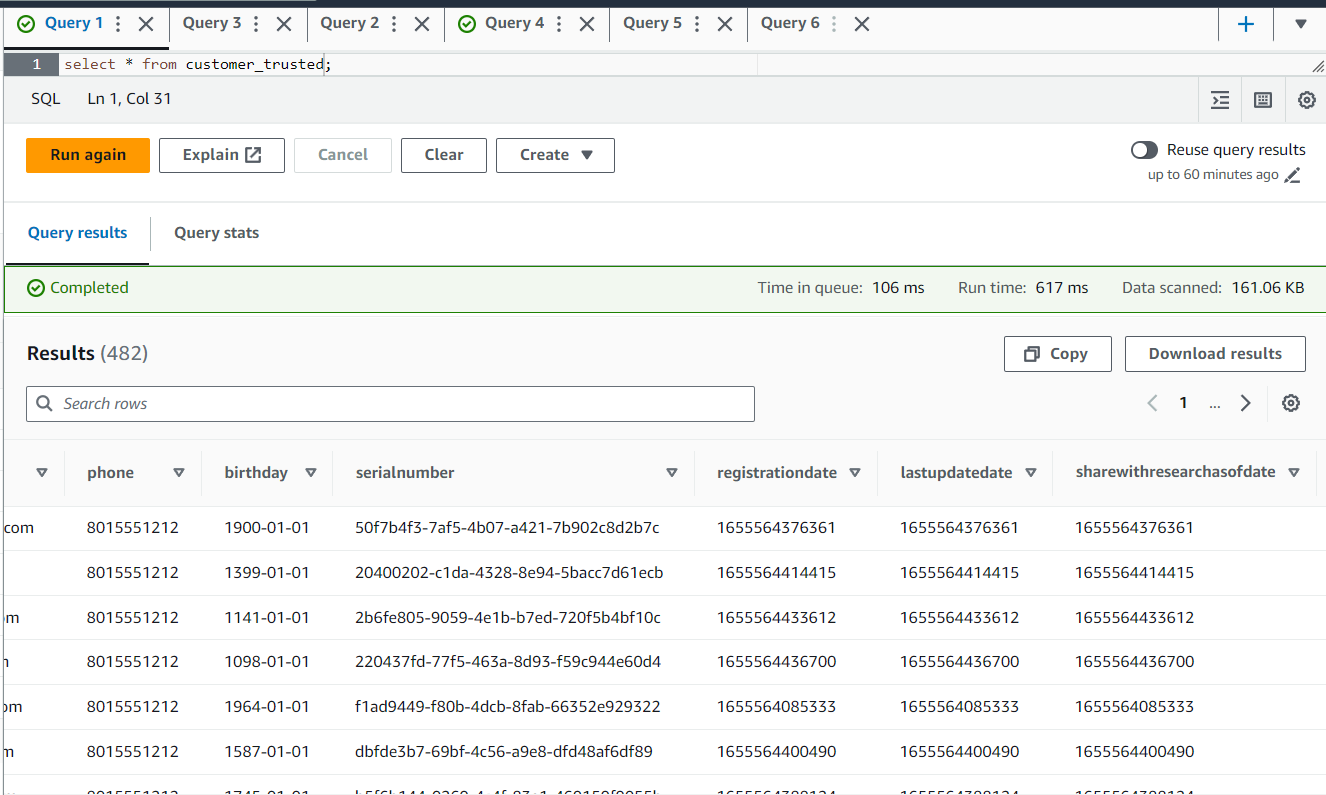 Query 1 Query 3 Query 2 Query 4 Query 5 Query 6
1 select * from customer_trusted;
SQL Ln 1, Col 31
Run again Explain Cancel Clear Create Reuse query results
up to 60 minutes ago
Query results Query stats
Completed Time in queue: 106 ms Run time: 617 ms Data scanned: 161.06 KB
Results (482) Copy Download results
Search rows 1 ...
phone birthday serialnumber registrationdate lastupdatedate sharewithresearchasofdate
.com 8015551212 1900-01-01 50f7b4f3-7af5-4b07-a421-7b902c8d2b7c 1655564376361 1655564376361 1655564376361
8015551212 1399-01-01 20400202-c1da-4328-8e94-5bacc7d61ecb 1655564414415 1655564414415 1655564414415
om 8015551212 1141-01-01 2b6fe805-9059-4e1b-b7ed-720f5b4bf10c 1655564433612 1655564433612 1655564433612
8015551212 1098-01-01 220437fd-77f5-463a-8d93-f59c944e60d4 1655564436700 1655564436700 1655564436700
om 8015551212 1964-01-01 f1ad9449-f80b-4dcb-8fab-66352e929322 1655564085333 1655564085333 1655564085333
m 8015551212 1587-01-01 dbfde3b7-69bf-4c56-a9e8-dfd48af6df89 1655564400490 1655564400490 1655564400490